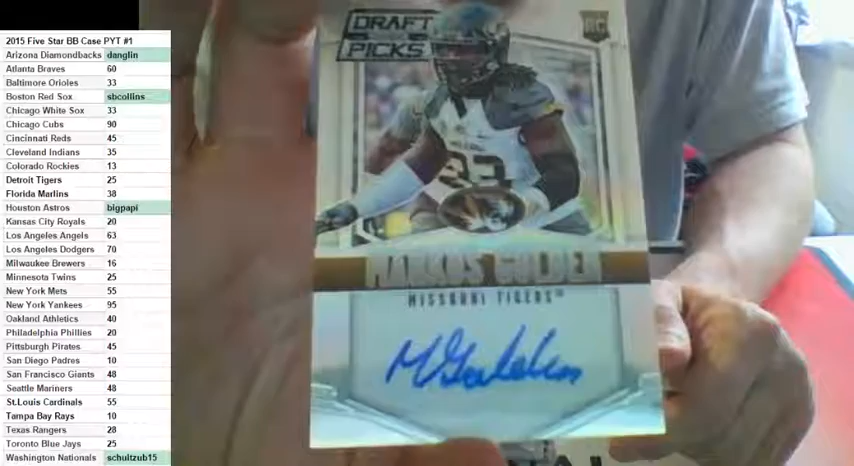 2015 Five Star BB Case PYT #1
Arizona Diamondbacks danglin
Atlanta Braves 60
Baltimore Orioles 33
Boston Red Sox sbcollins
Chicago White Sox 33
Chicago Cubs 90
Cincinnati Reds 45
Cleveland Indians 35
Colorado Rockies 13
Detroit Tigers 25
Florida Marlins 38
Houston Astros bigpapi
Kansas City Royals 20
Los Angeles Angels 63
Los Angeles Dodgers 70
Milwaukee Brewers 16
Minnesota Twins 25
New York Mets 55
New York Yankees 95
Oakland Athletics 40
Philadelphia Phillies 20
Pittsburgh Pirates 45
San Diego Padres 10
San Francisco Giants 48
Seattle Mariners 48
St.Louis Cardinals 55
Tampa Bay Rays 10
Texas Rangers 28
Toronto Blue Jays 25
Washington Nationals schultzub15
DRAFT
PICKS
RC
33
MARKUS GOLDEN
MISSOURI TIGERS